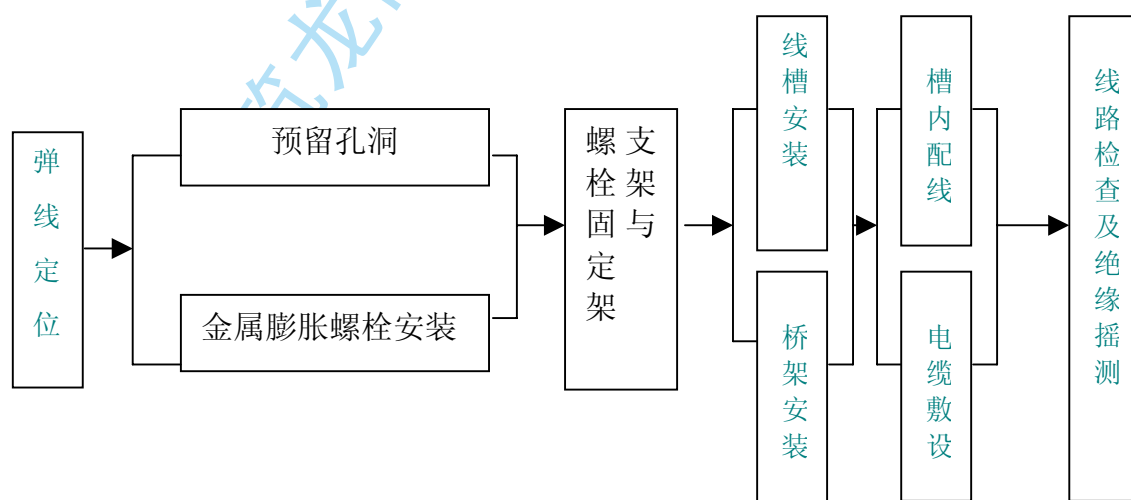 弹线定位
预留孔洞
金属膨胀螺栓安装
支架与
螺栓固定架
线槽安装
桥架安装
槽内配线
电缆敷设
线路检查及绝缘摇测
筑龙